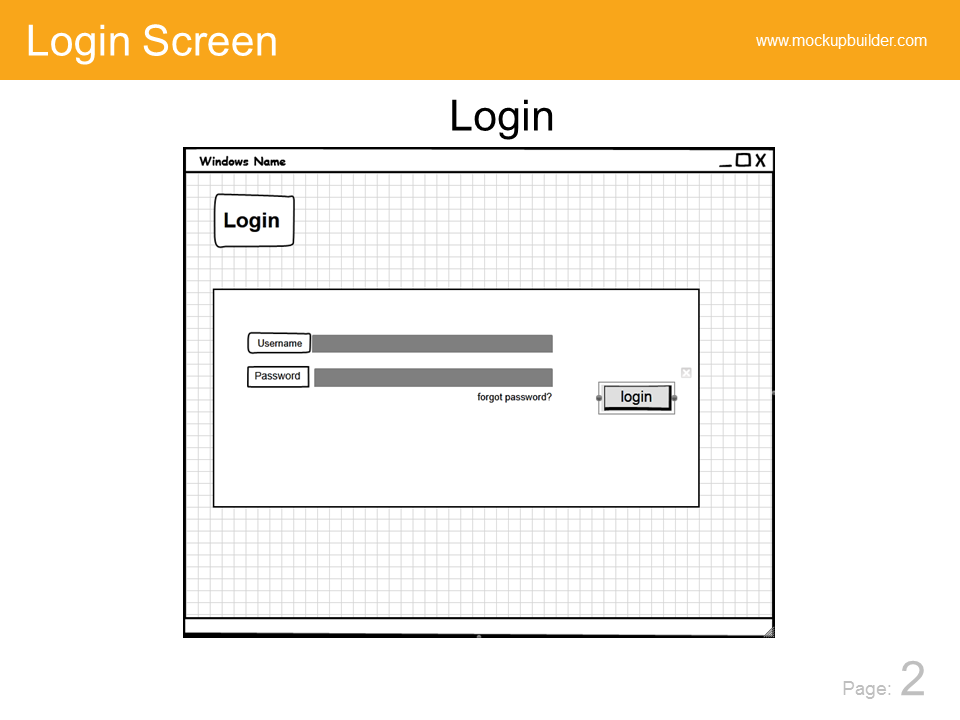 Login Screen
www.mockupbuilder.com
Login
Windows Name
Login
Username
Password
forgot password?
login
Page: 2